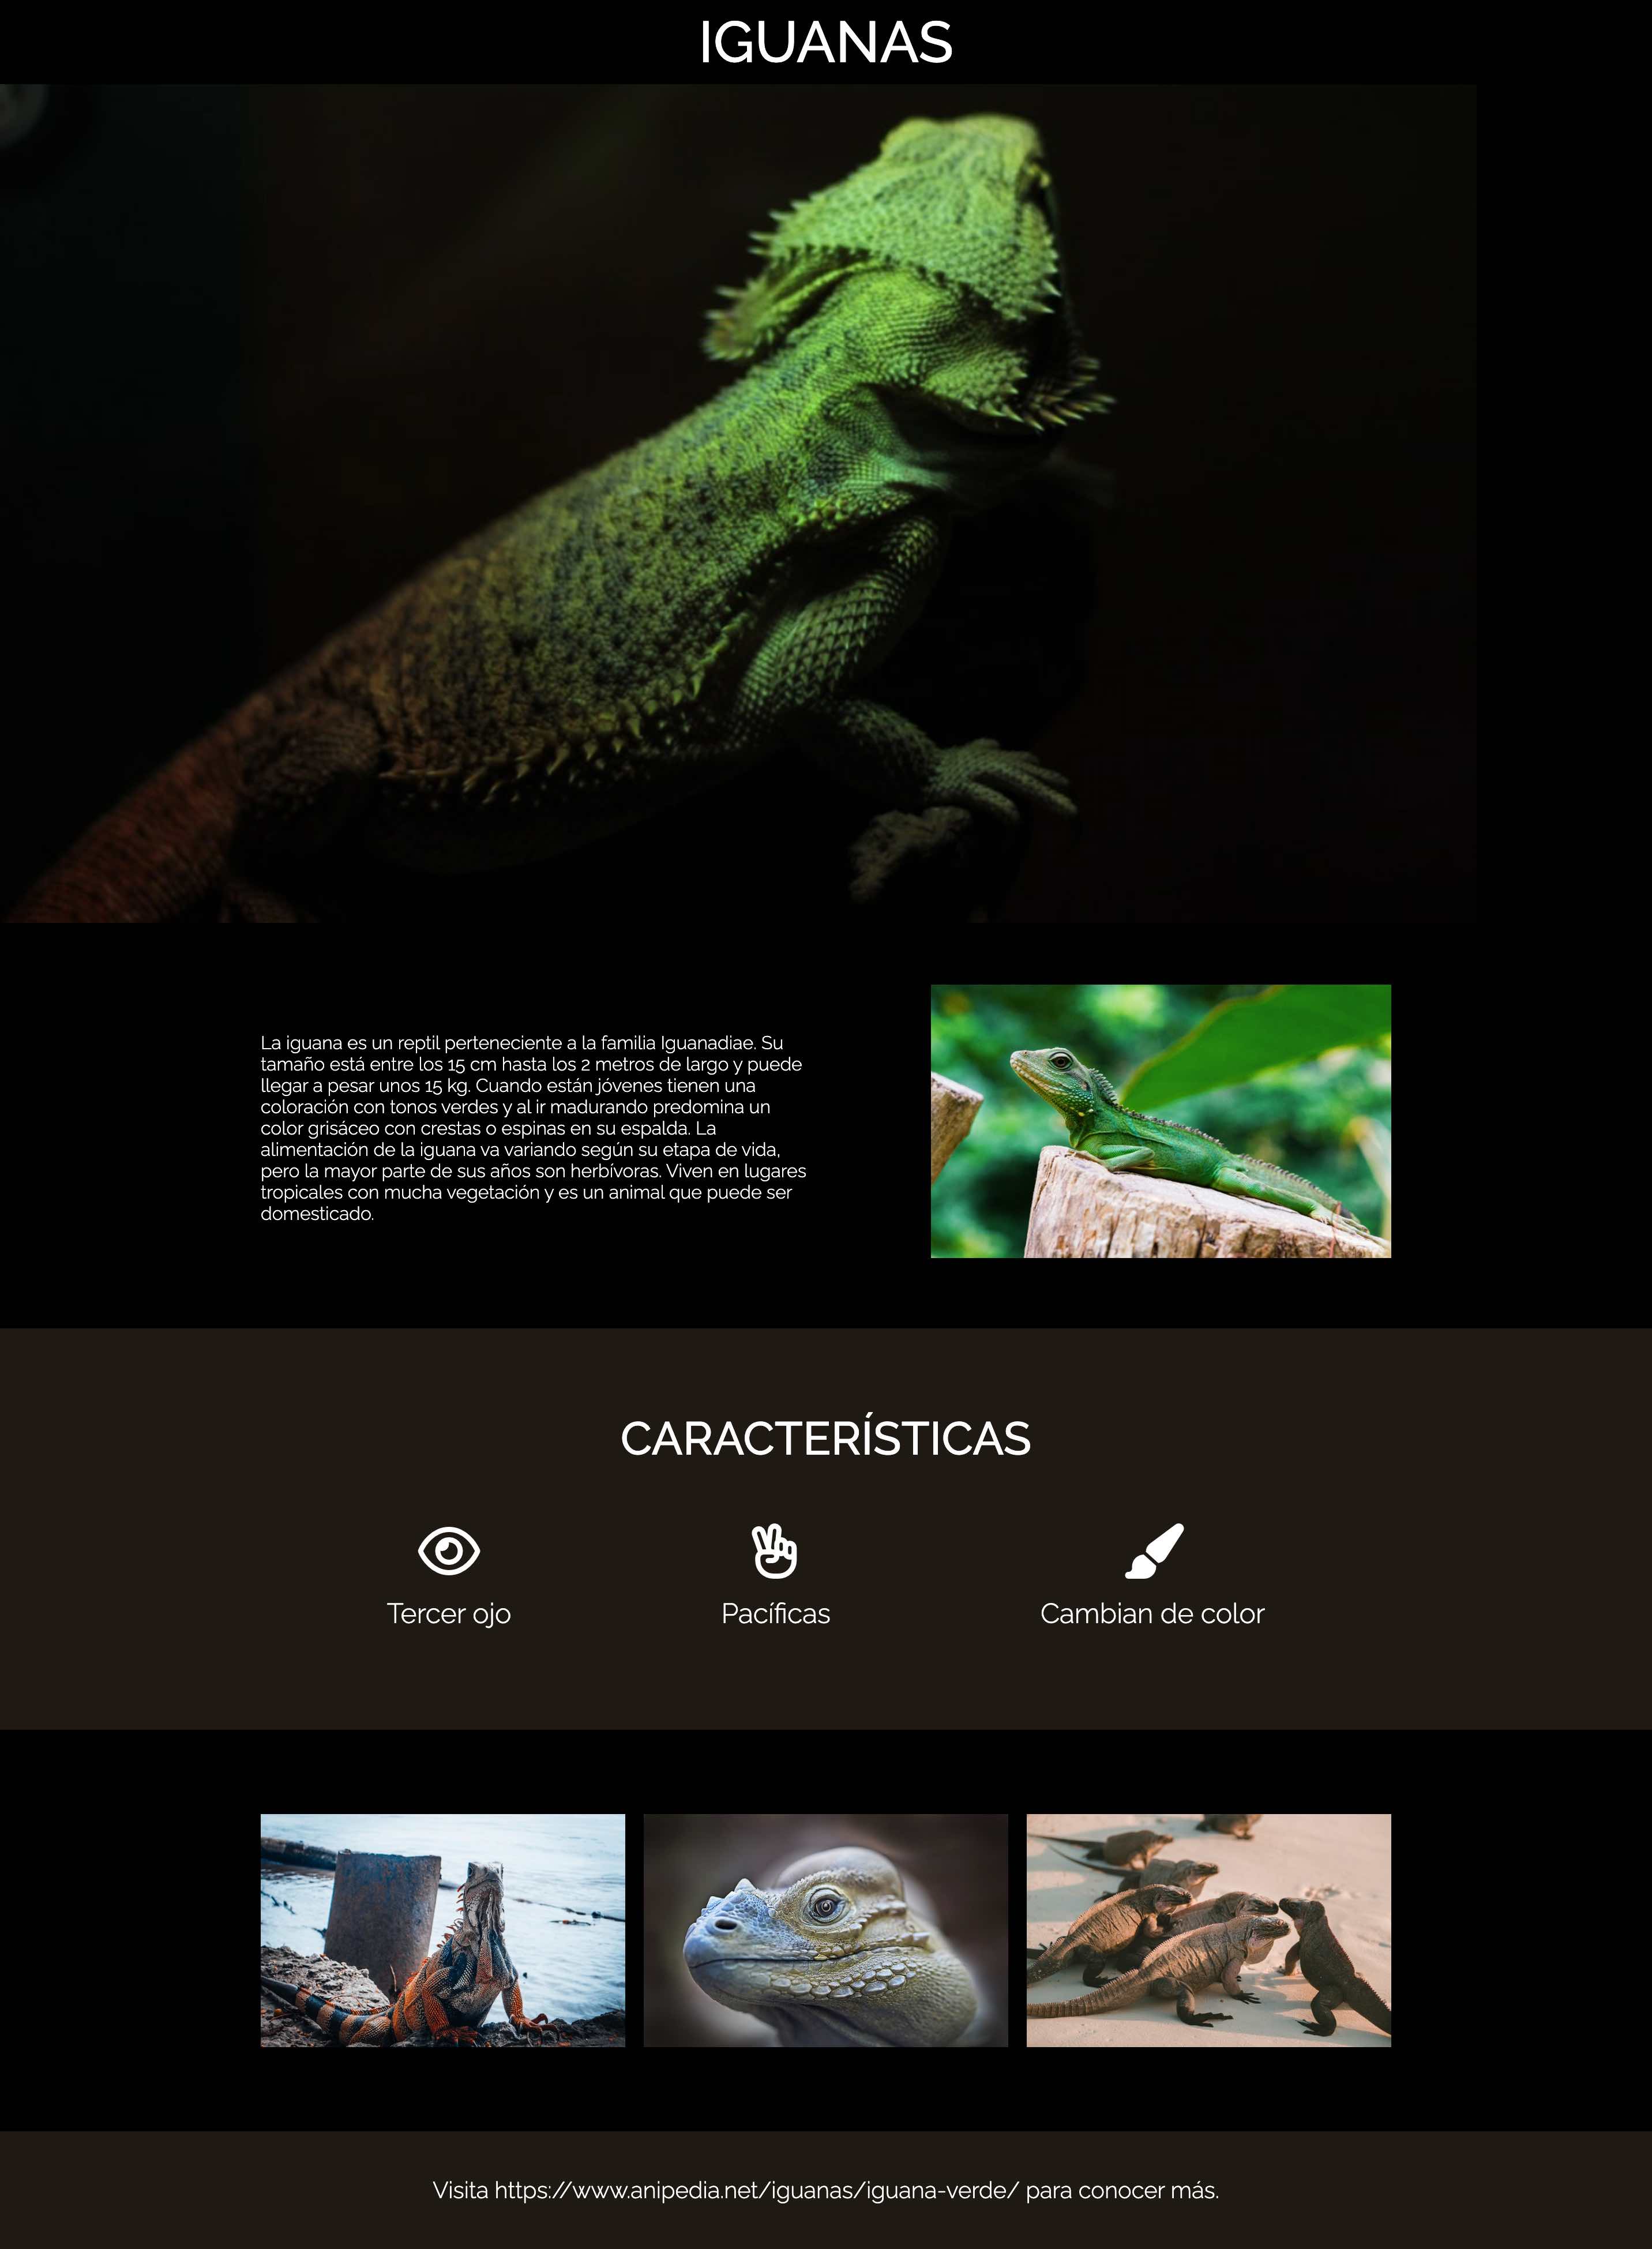 IGUANAS
La iguana es un reptil perteneciente a la familia Iguanadiae. Su
tamaño está entre los 15 cm hasta los 2 metros de largo y puede
llegar a pesar unos 15 kg. Cuando están jóvenes tienen una
coloración con tonos verdes y al ir madurando predomina un
color grisáceo con crestas o espinas en su espalda. La
alimentación de la iguana va variando según su etapa de vida,
pero la mayor parte de sus años son herbívoras. Viven en lugares
tropicales con mucha vegetación y es un animal que puede ser
domesticado.
CARACTERÍSTICAS
Tercer ojo
Pacíficas
Cambian de color
Visita https://www.anipedia.net/iguanas/iguana-verde/ para conocer más.